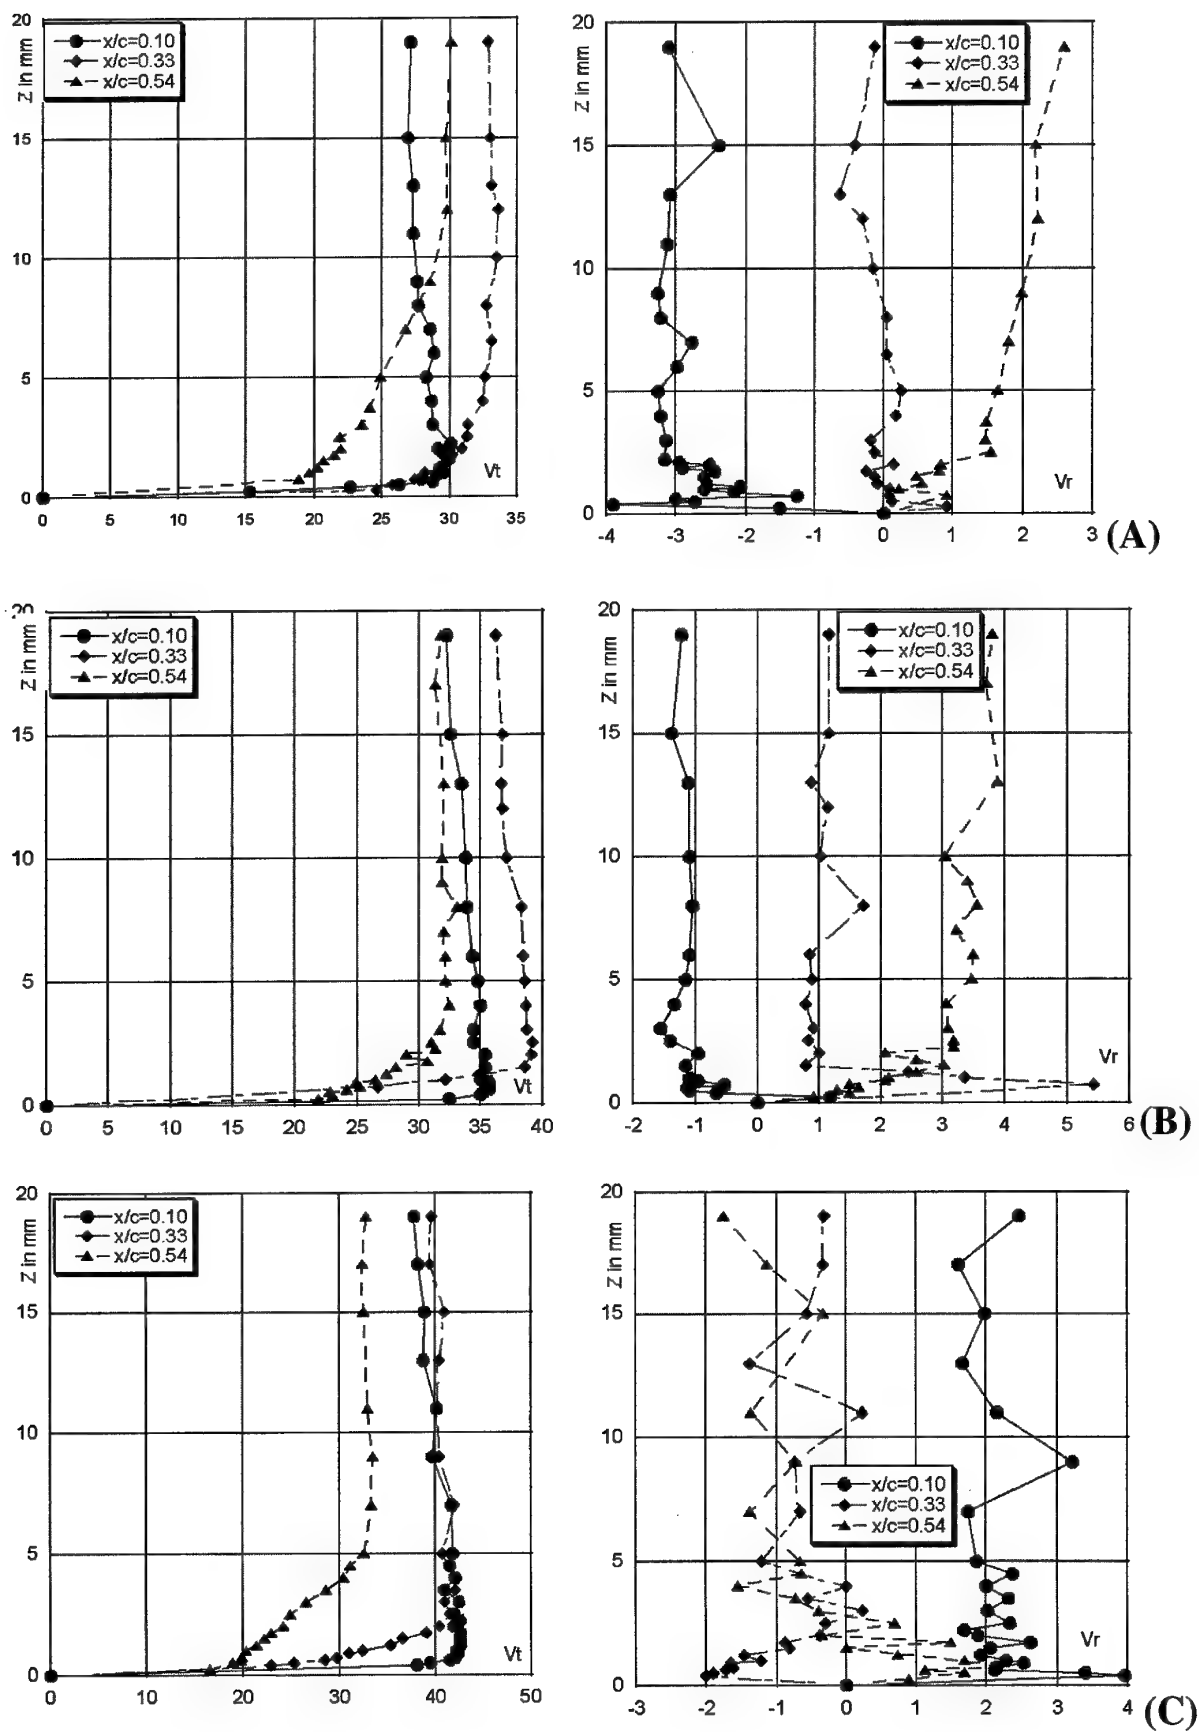 20
Z in mm
x/c=0.10
x/c=0.33
x/c=0.54
15
10
5
0
Vt
0 5 10 15 20 25 30 35
20
Z in mm
x/c=0.10
x/c=0.33
x/c=0.54
15
10
5
0
Vr
-4 -3 -2 -1 0 1 2 3
(A)
20
Z in mm
x/c=0.10
x/c=0.33
x/c=0.54
15
10
5
0
Vt
0 5 10 15 20 25 30 35 40
20
Z in mm
x/c=0.10
x/c=0.33
x/c=0.54
15
10
5
0
Vr
-2 -1 0 1 2 3 4 5 6
(B)
20
Z in mm
x/c=0.10
x/c=0.33
x/c=0.54
15
10
5
0
Vt
0 10 20 30 40 50
20
Z in mm
15
10
x/c=0.10
x/c=0.33
x/c=0.54
5
0
Vr
-3 -2 -1 0 1 2 3 4
(C)